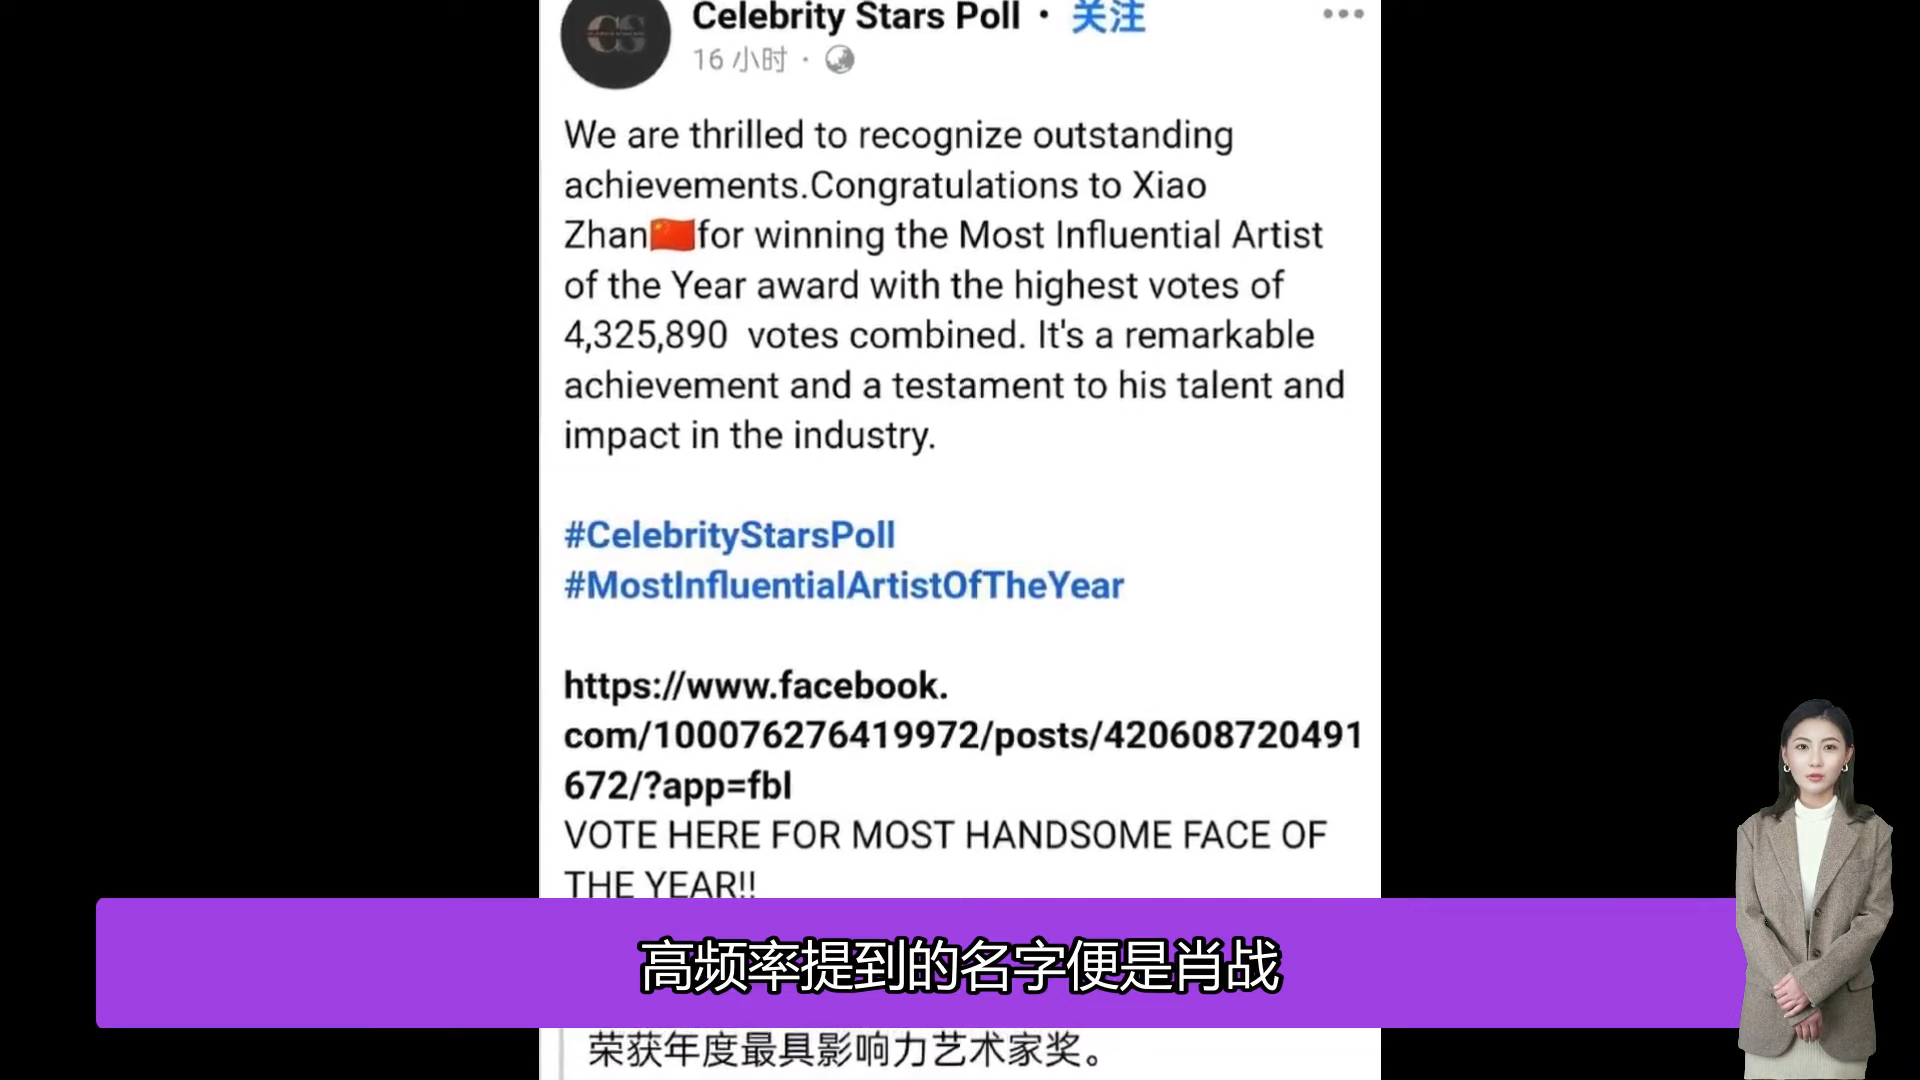 CS
Celebrity Stars Poll · 关注
16 小时 ·
We are thrilled to recognize outstanding
achievements.Congratulations to Xiao
Zhan🇨🇳for winning the Most Influential Artist
of the Year award with the highest votes of
4,325,890 votes combined. It's a remarkable
achievement and a testament to his talent and
impact in the industry.
#CelebrityStarsPoll
#MostInfluentialArtistOfTheYear
https://www.facebook.
com/100076276419972/posts/420608720491
672/?app=fbl
VOTE HERE FOR MOST HANDSOME FACE OF
THE YEAR!!
高频率提到的名字便是肖战
荣获年度最具影响力艺术家奖。